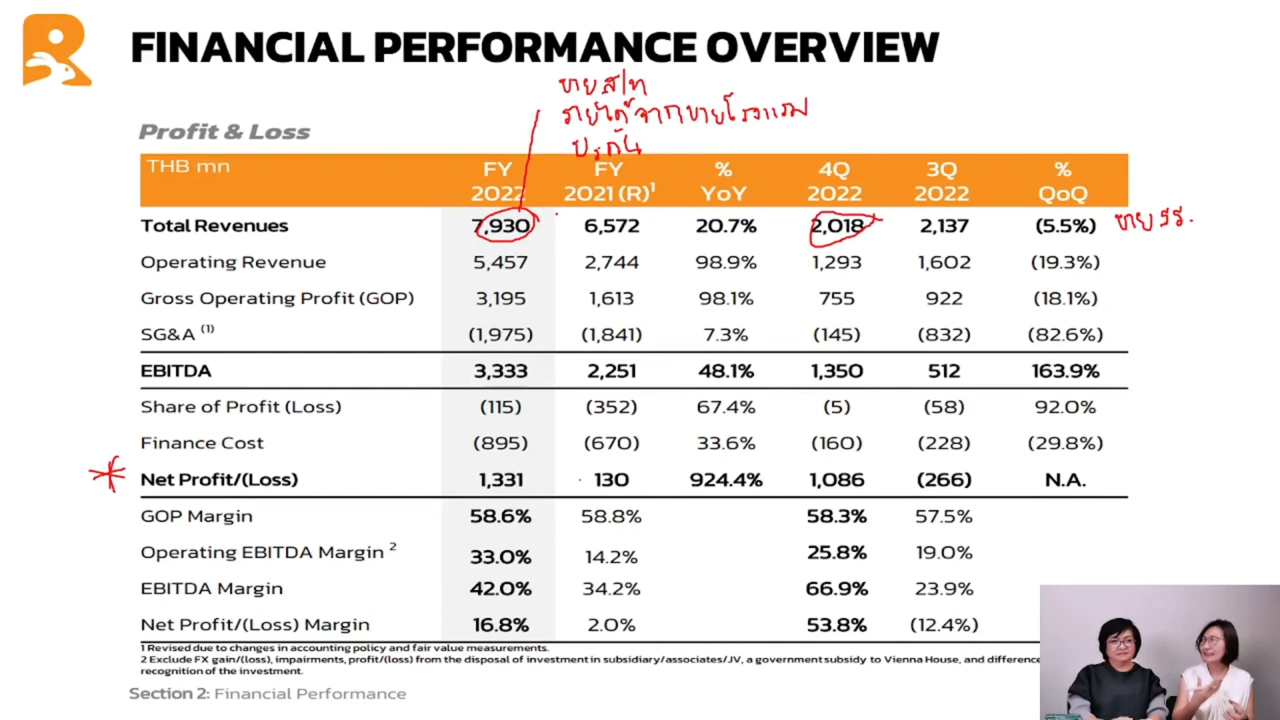 FINANCIAL PERFORMANCE OVERVIEW
ขาย ส/ท
รายได้จากขายโรงแรม
ประกัน
Profit & Loss
THB mn FY 2022 FY 2021 (R)¹ % YoY 4Q 2022 3Q 2022 % QoQ
Total Revenues 7,930 6,572 20.7% 2,018 2,137 (5.5%) ขาย รร.
Operating Revenue 5,457 2,744 98.9% 1,293 1,602 (19.3%)
Gross Operating Profit (GOP) 3,195 1,613 98.1% 755 922 (18.1%)
SG&A (1) (1,975) (1,841) 7.3% (145) (832) (82.6%)
EBITDA 3,333 2,251 48.1% 1,350 512 163.9%
Share of Profit (Loss) (115) (352) 67.4% (5) (58) 92.0%
Finance Cost (895) (670) 33.6% (160) (228) (29.8%)
Net Profit/(Loss) 1,331 130 924.4% 1,086 (266) N.A.
GOP Margin 58.6% 58.8% 58.3% 57.5%
Operating EBITDA Margin ² 33.0% 14.2% 25.8% 19.0%
EBITDA Margin 42.0% 34.2% 66.9% 23.9%
Net Profit/(Loss) Margin 16.8% 2.0% 53.8% (12.4%)
1 Revised due to changes in accounting policy and fair value measurements.
2 Exclude FX gain/(loss), impairments, profit/(loss) from the disposal of investment in subsidiary/associates/JV, a government subsidy to Vienna House, and difference
recognition of the investment.
Section 2: Financial Performance